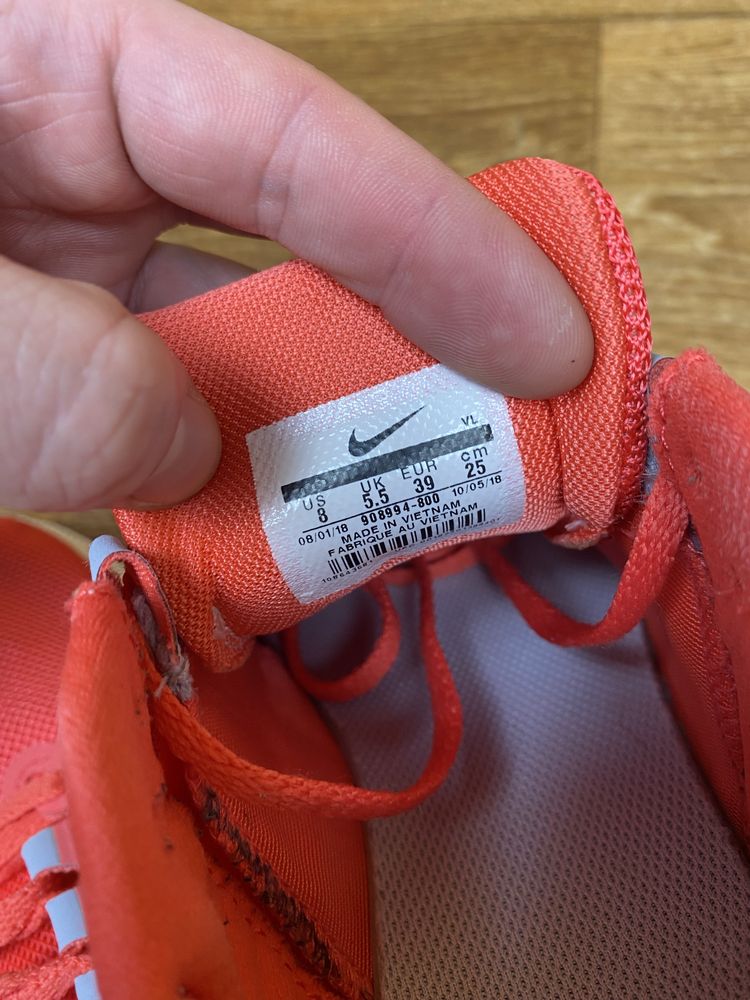 VL
US UK EUR cm
8 5.5 39 25
08/01/18 908994-800 10/05/18
MADE IN VIETNAM
FABRIQUE AU VIETNAM